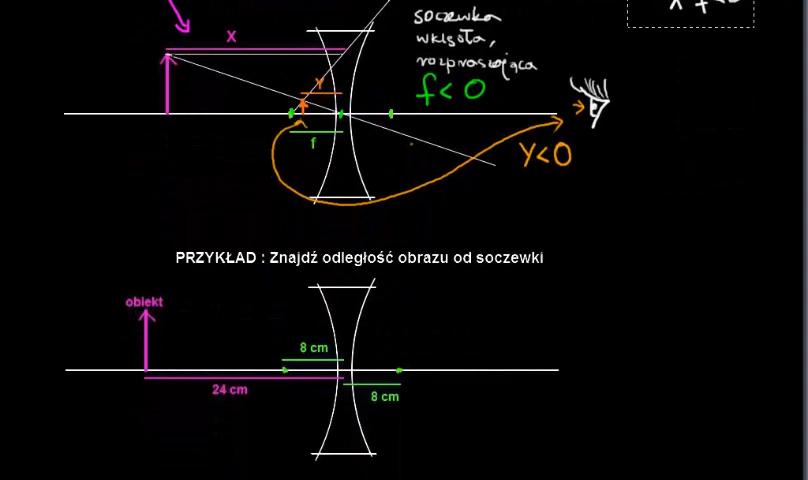 soczewka
wklęsła,
rozpraszająca
f < 0
x
Y
f
Y < 0
PRZYKŁAD : Znajdź odległość obrazu od soczewki
obiekt
8 cm
24 cm
8 cm